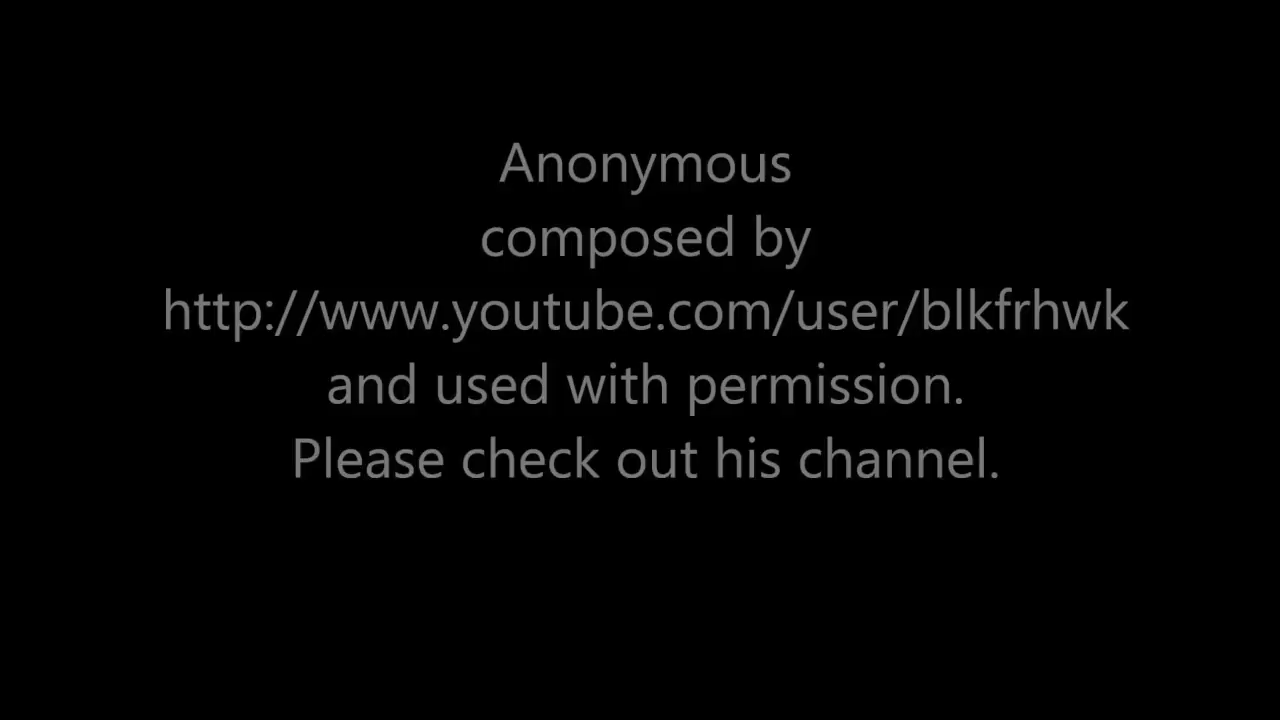 Anonymous
composed by
http://www.youtube.com/user/blkfrhwk
and used with permission.
Please check out his channel.